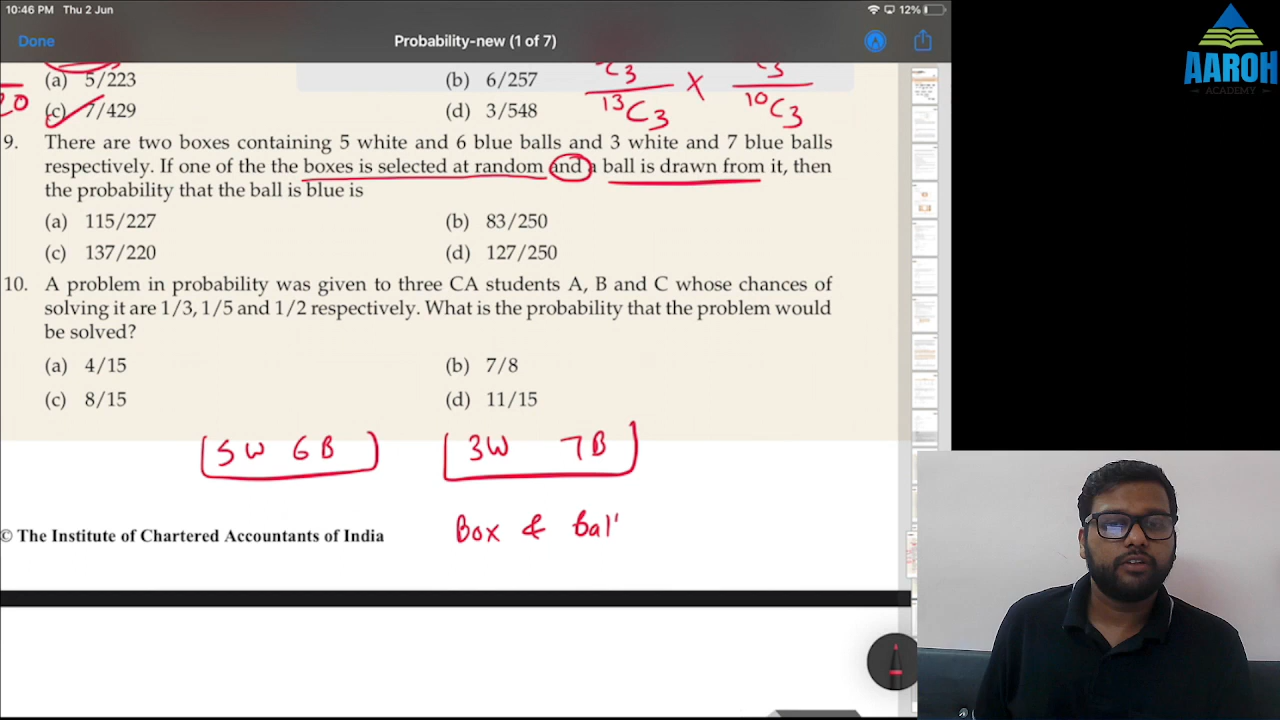 10:46 PM Thu 2 Jun
12%
Done
Probability-new (1 of 7)
AAROH
ACADEMY
(a) 5/223
(b) 6/257
C3
C3
X
20
13C3
10C3
(c) 7/429
(d) 3/548
9. There are two boxes containing 5 white and 6 blue balls and 3 white and 7 blue balls
respectively. If one of the the boxes is selected at random and a ball is drawn from it, then
the probability that the ball is blue is
(a) 115/227
(b) 83/250
(c) 137/220
(d) 127/250
10. A problem in probability was given to three CA students A, B and C whose chances of
solving it are 1/3, 1/5 and 1/2 respectively. What is the probability that the problem would
be solved?
(a) 4/15
(b) 7/8
(c) 8/15
(d) 11/15
5W 6B
3W 7B
Box & Bal
© The Institute of Chartered Accountants of India